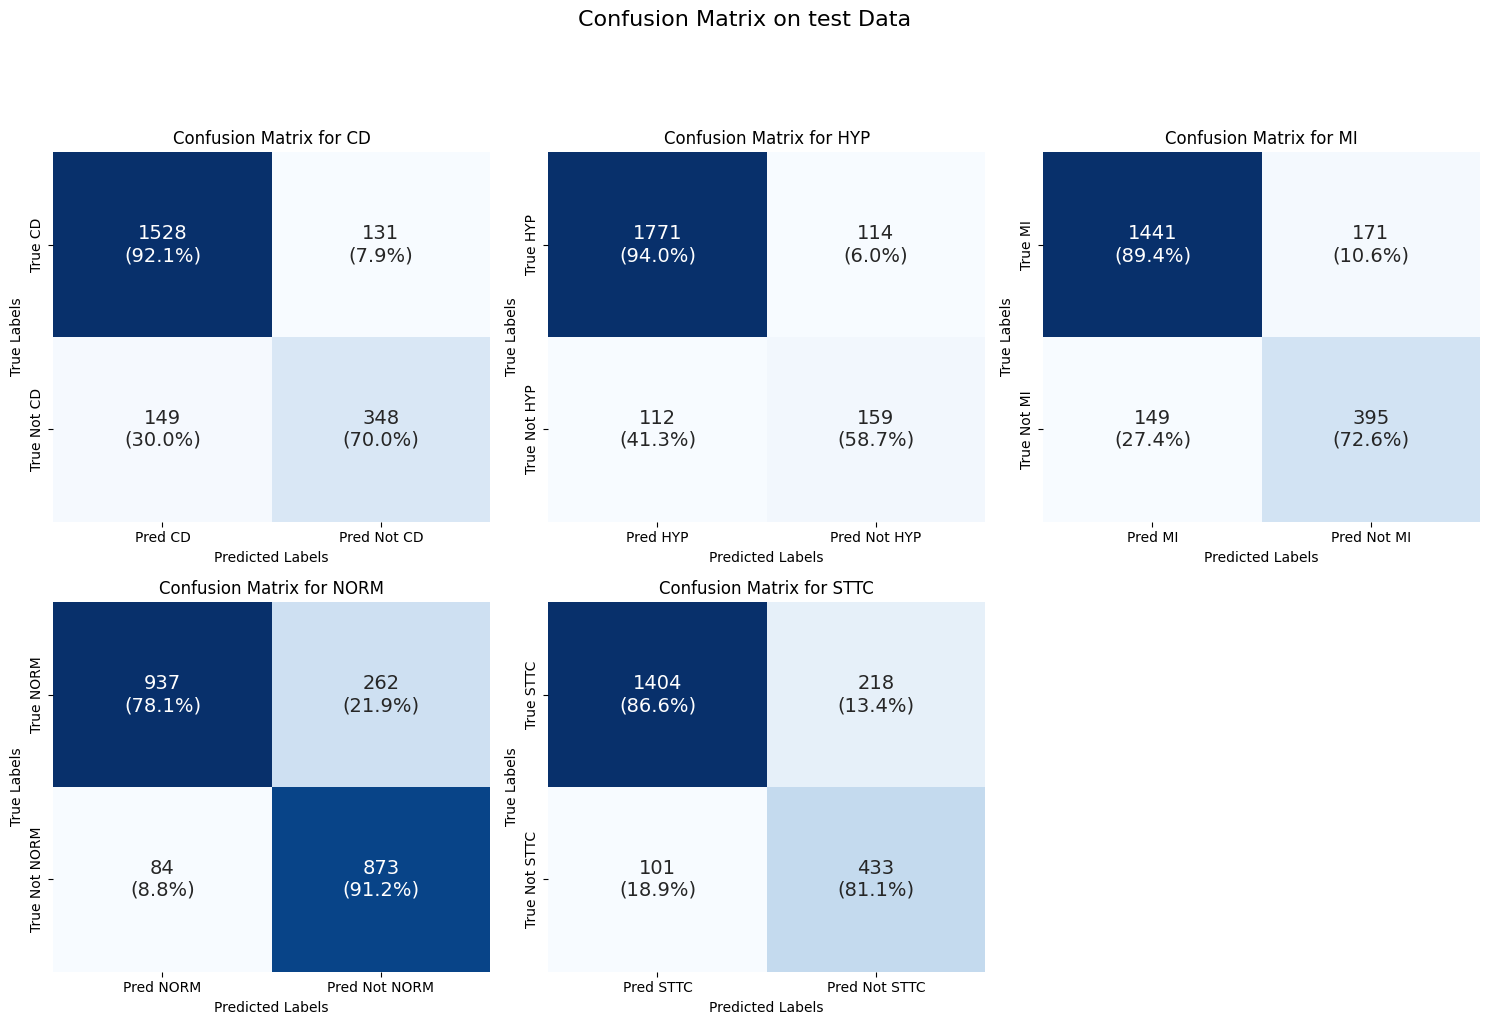 Confusion Matrix on test Data
Confusion Matrix for CD
True Labels
True CD
True Not CD
1528
(92.1%)
131
(7.9%)
149
(30.0%)
348
(70.0%)
Pred CD
Pred Not CD
Predicted Labels
Confusion Matrix for HYP
True Labels
True HYP
True Not HYP
1771
(94.0%)
114
(6.0%)
112
(41.3%)
159
(58.7%)
Pred HYP
Pred Not HYP
Predicted Labels
Confusion Matrix for MI
True Labels
True MI
True Not MI
1441
(89.4%)
171
(10.6%)
149
(27.4%)
395
(72.6%)
Pred MI
Pred Not MI
Predicted Labels
Confusion Matrix for NORM
True Labels
True NORM
True Not NORM
937
(78.1%)
262
(21.9%)
84
(8.8%)
873
(91.2%)
Pred NORM
Pred Not NORM
Predicted Labels
Confusion Matrix for STTC
True Labels
True STTC
True Not STTC
1404
(86.6%)
218
(13.4%)
101
(18.9%)
433
(81.1%)
Pred STTC
Pred Not STTC
Predicted Labels